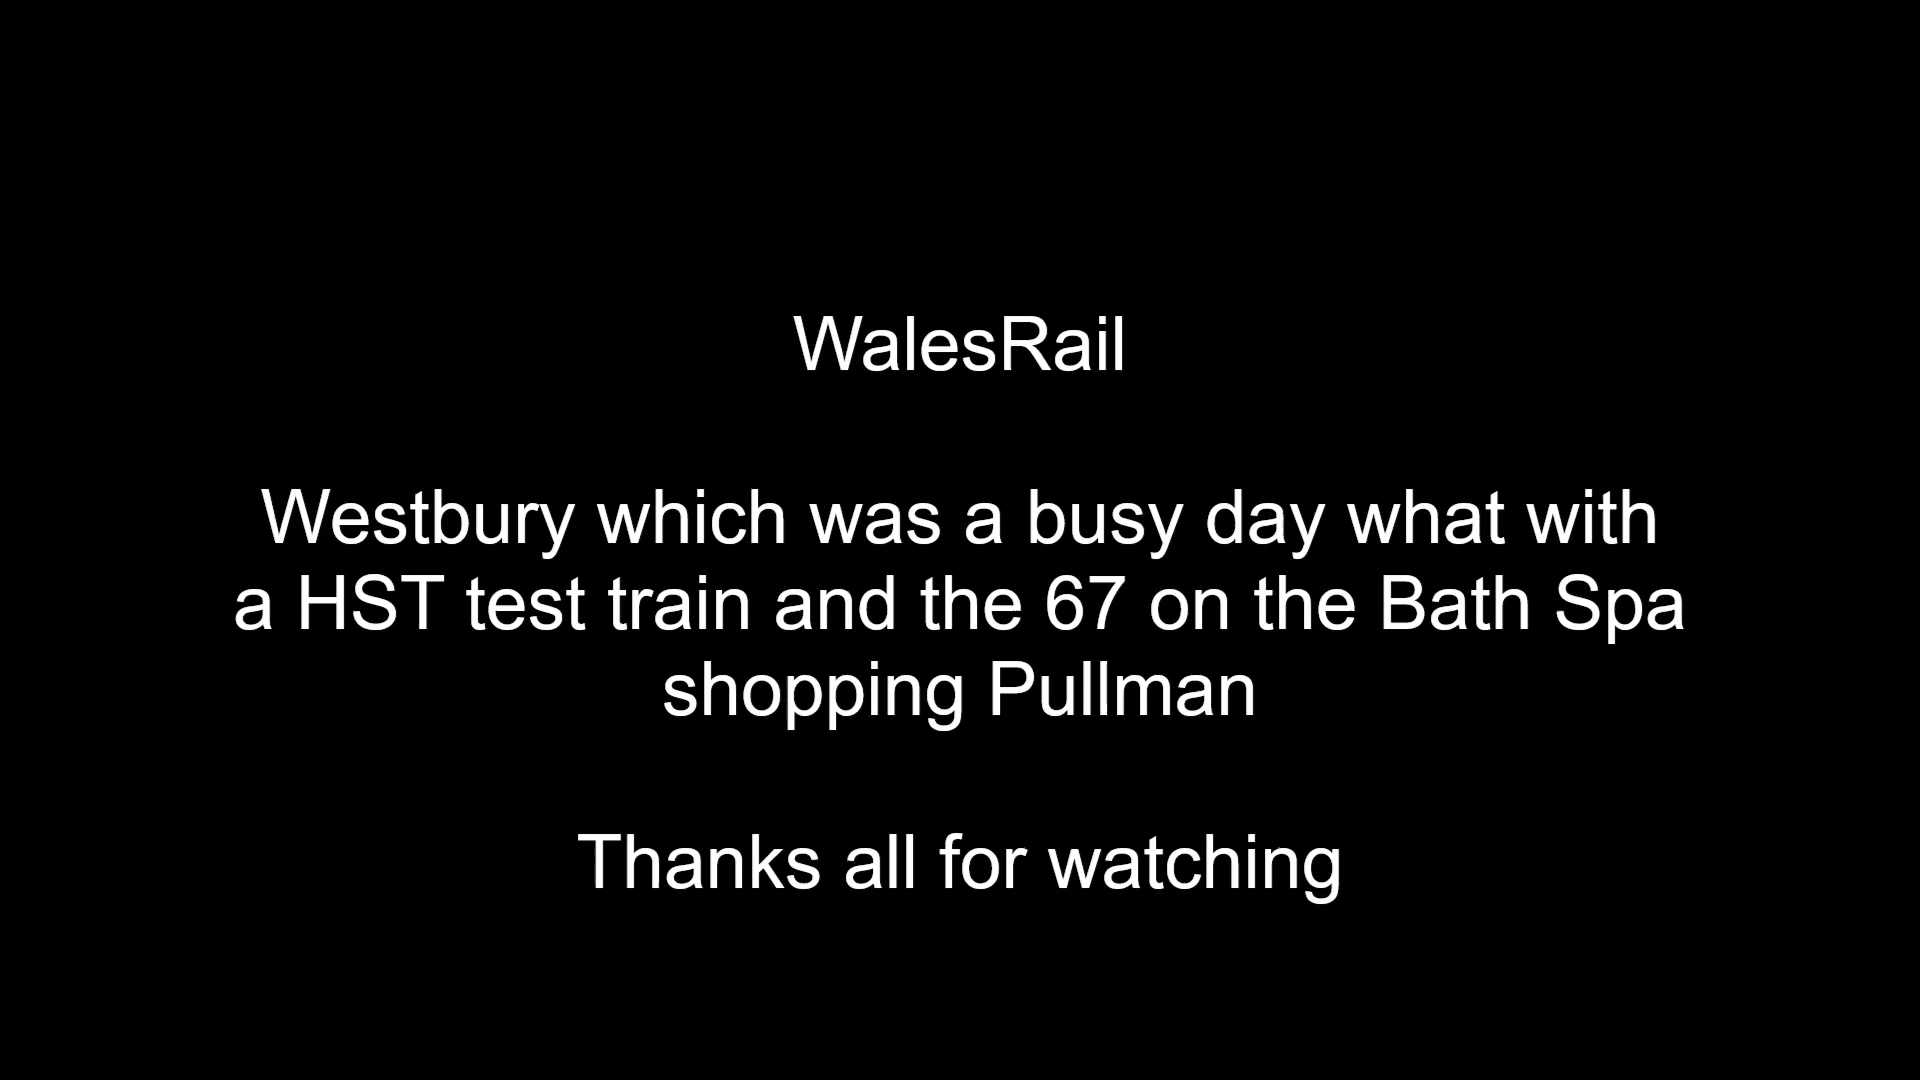 WalesRail
Westbury which was a busy day what with
a HST test train and the 67 on the Bath Spa
shopping Pullman
Thanks all for watching